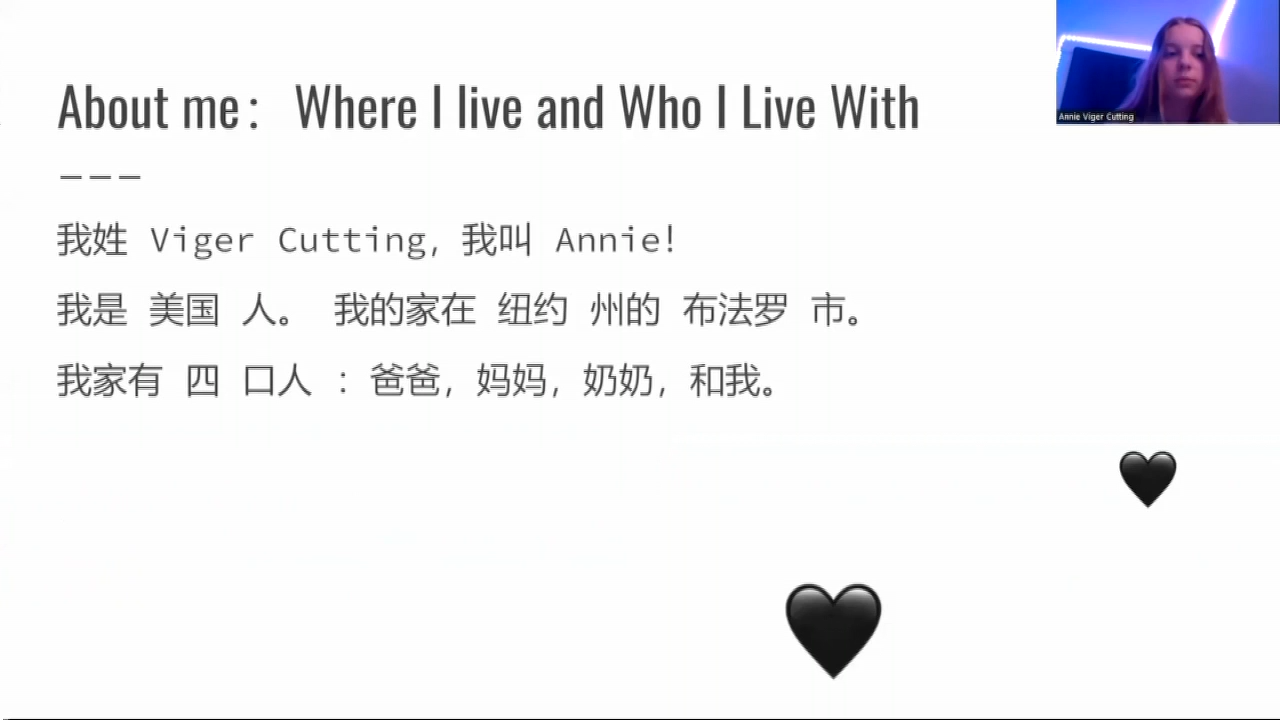 About me： Where I live and Who I Live With
Annie Viger Cutting
我姓 Viger Cutting, 我叫 Annie!
我是 美国 人。 我的家在 纽约 州的 布法罗 市。
我家有 四 口人 ：爸爸，妈妈，奶奶，和我。